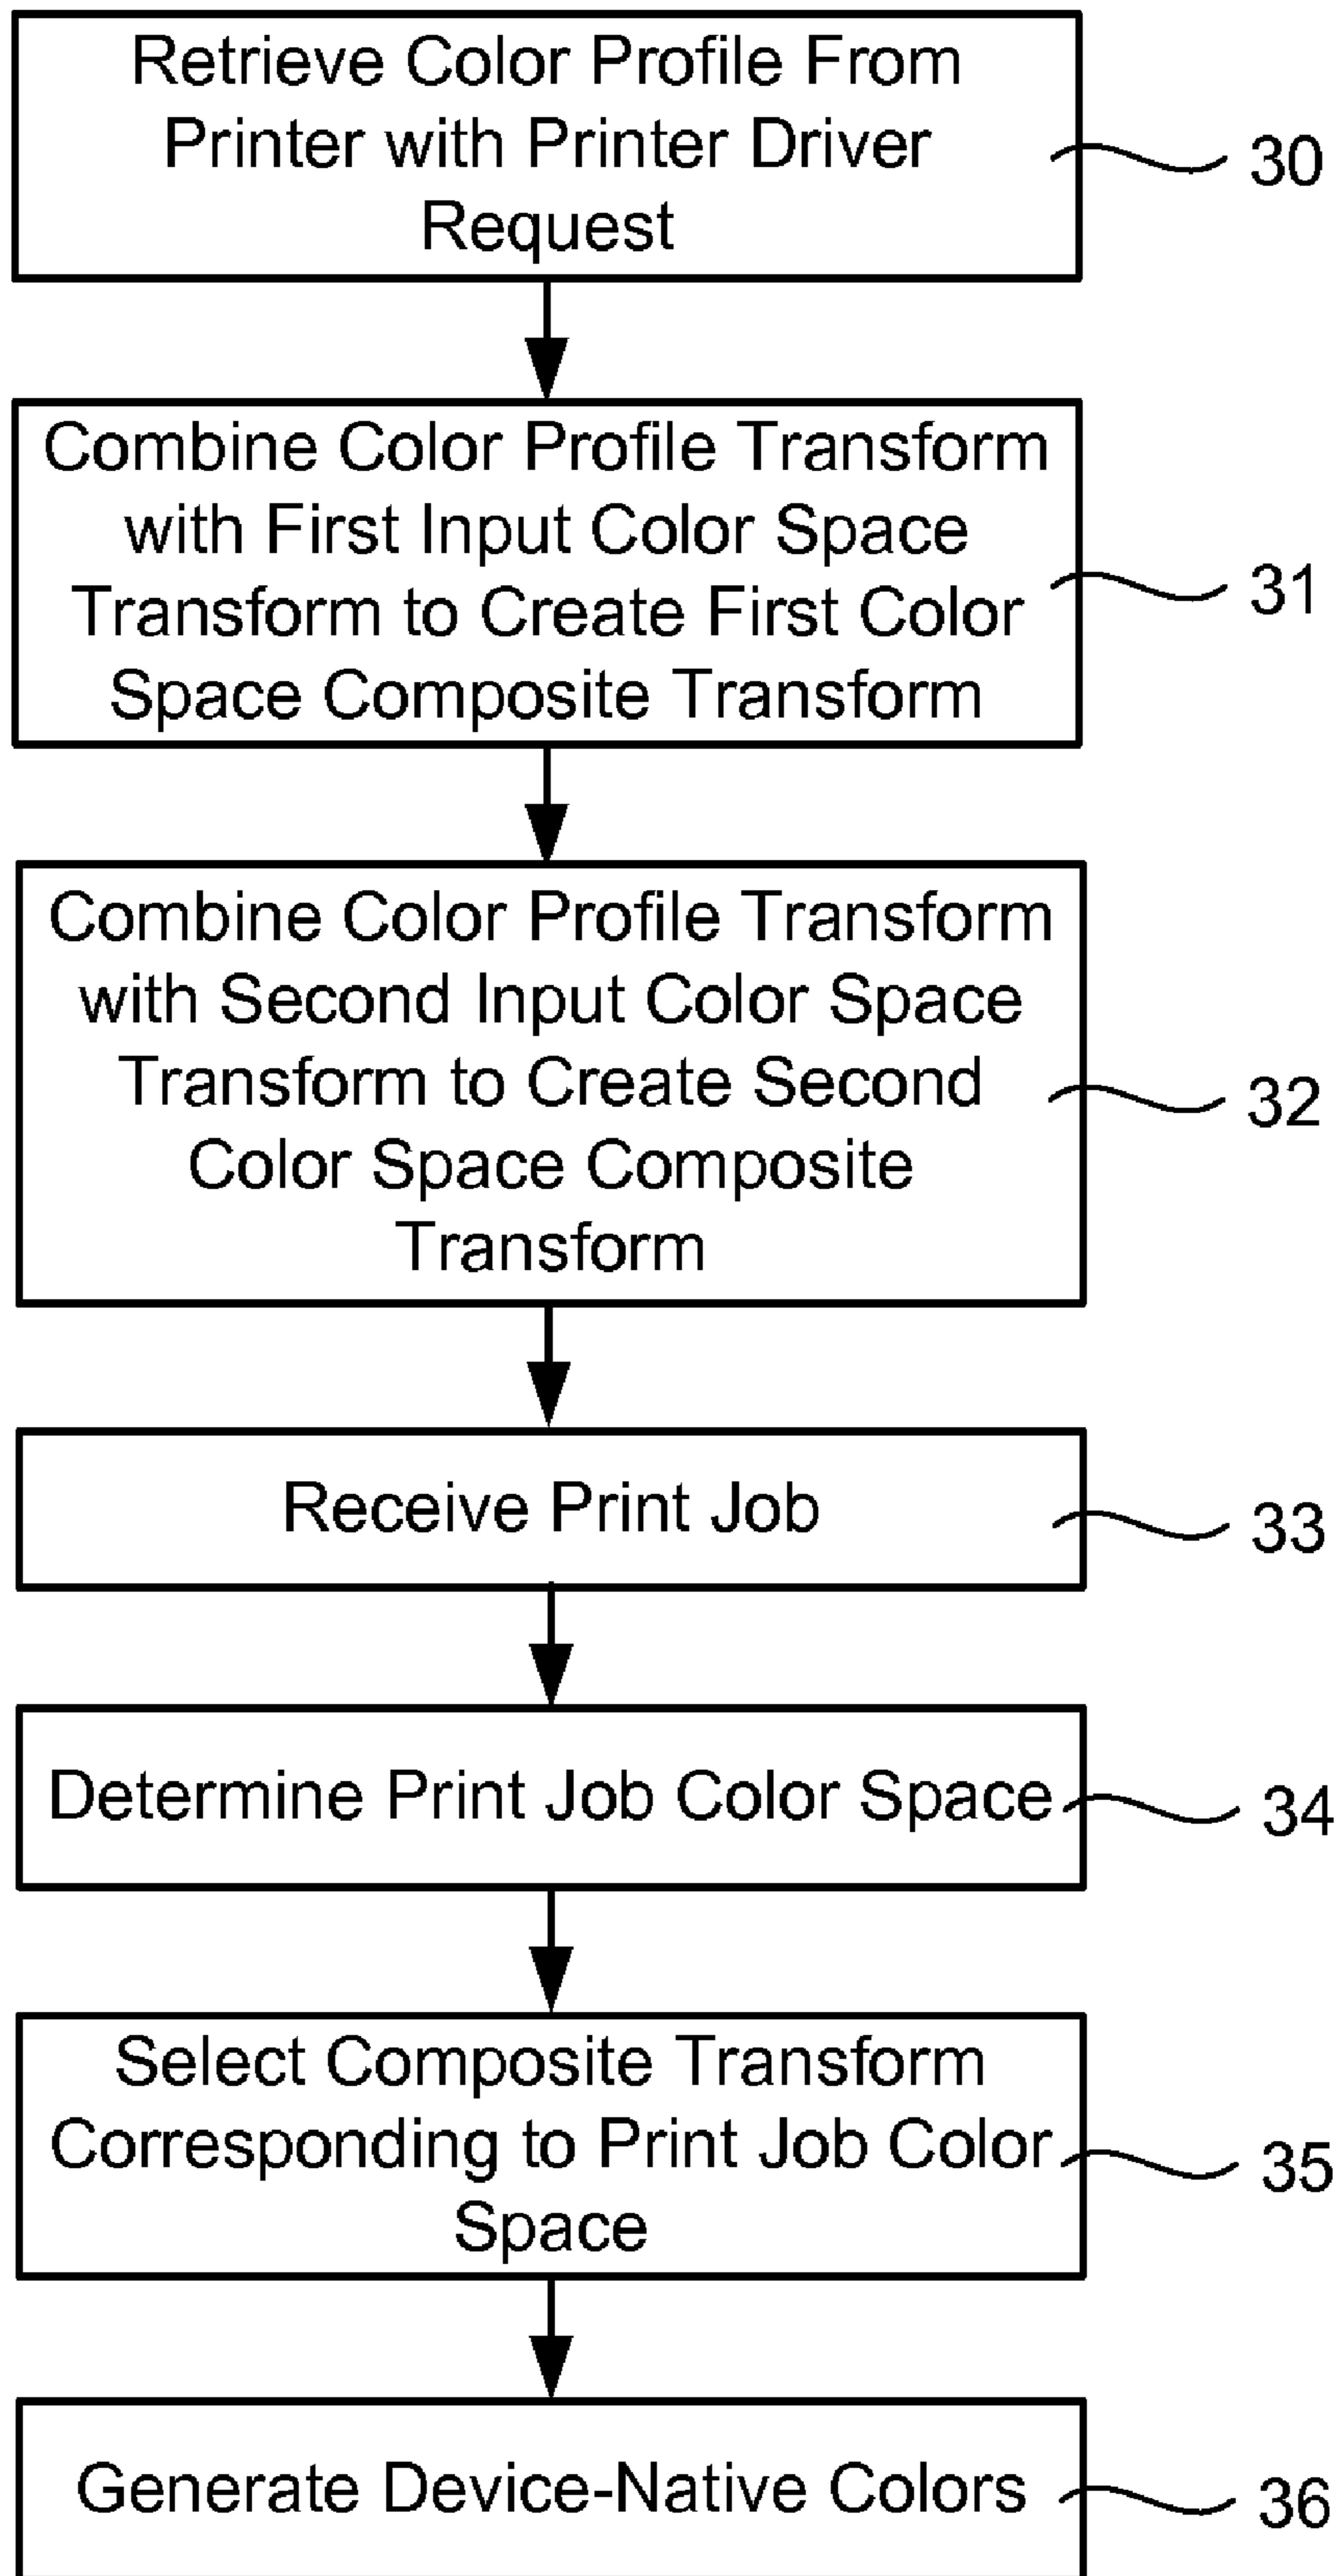 Retrieve Color Profile From
Printer with Printer Driver
Request
30
Combine Color Profile Transform
with First Input Color Space
Transform to Create First Color
Space Composite Transform
31
Combine Color Profile Transform
with Second Input Color Space
Transform to Create Second
Color Space Composite
Transform
32
Receive Print Job
33
Determine Print Job Color Space
34
Select Composite Transform
Corresponding to Print Job Color
Space
35
Generate Device-Native Colors
36